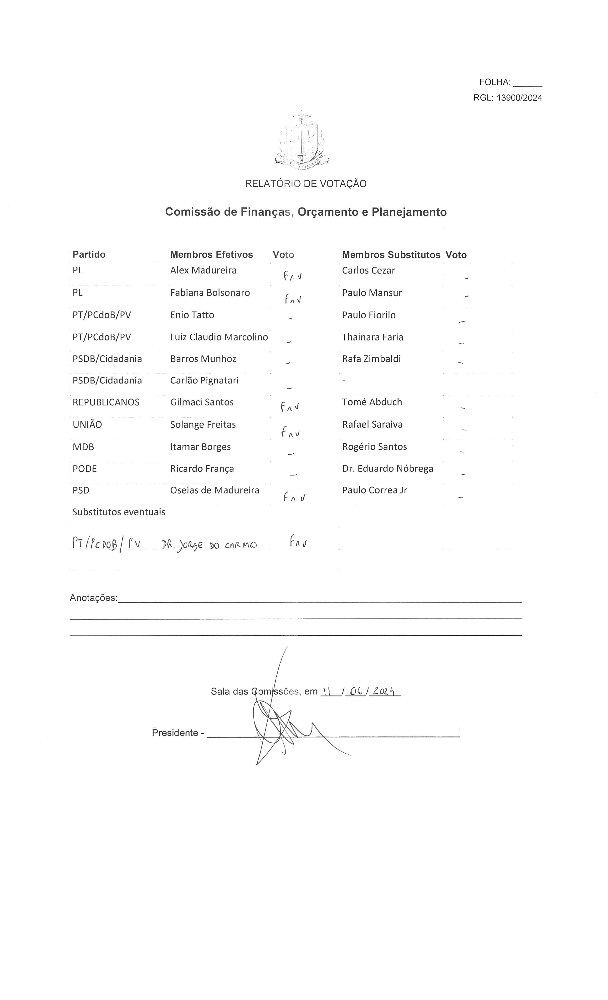 FOLHA: ______
RGL: 13900/2024
RELATÓRIO DE VOTAÇÃO
Comissão de Finanças, Orçamento e Planejamento
Partido Membros Efetivos Voto Membros Substitutos Voto
PL Alex Madureira FAV Carlos Cezar -
PL Fabiana Bolsonaro FAV Paulo Mansur -
PT/PCdoB/PV Enio Tatto - Paulo Fiorilo -
PT/PCdoB/PV Luiz Claudio Marcolino - Thainara Faria -
PSDB/Cidadania Barros Munhoz - Rafa Zimbaldi -
PSDB/Cidadania Carlão Pignatari - -
REPUBLICANOS Gilmaci Santos FAV Tomé Abduch -
UNIÃO Solange Freitas FAV Rafael Saraiva -
MDB Itamar Borges - Rogério Santos -
PODE Ricardo França - Dr. Eduardo Nóbrega -
PSD Oseias de Madureira FAV Paulo Correa Jr -
Substitutos eventuais
PT/PCDOB/PV DR. JORGE DO CARMO FAV
Anotações:
Sala das Comissões, em 11 / 06 / 2024
Presidente -